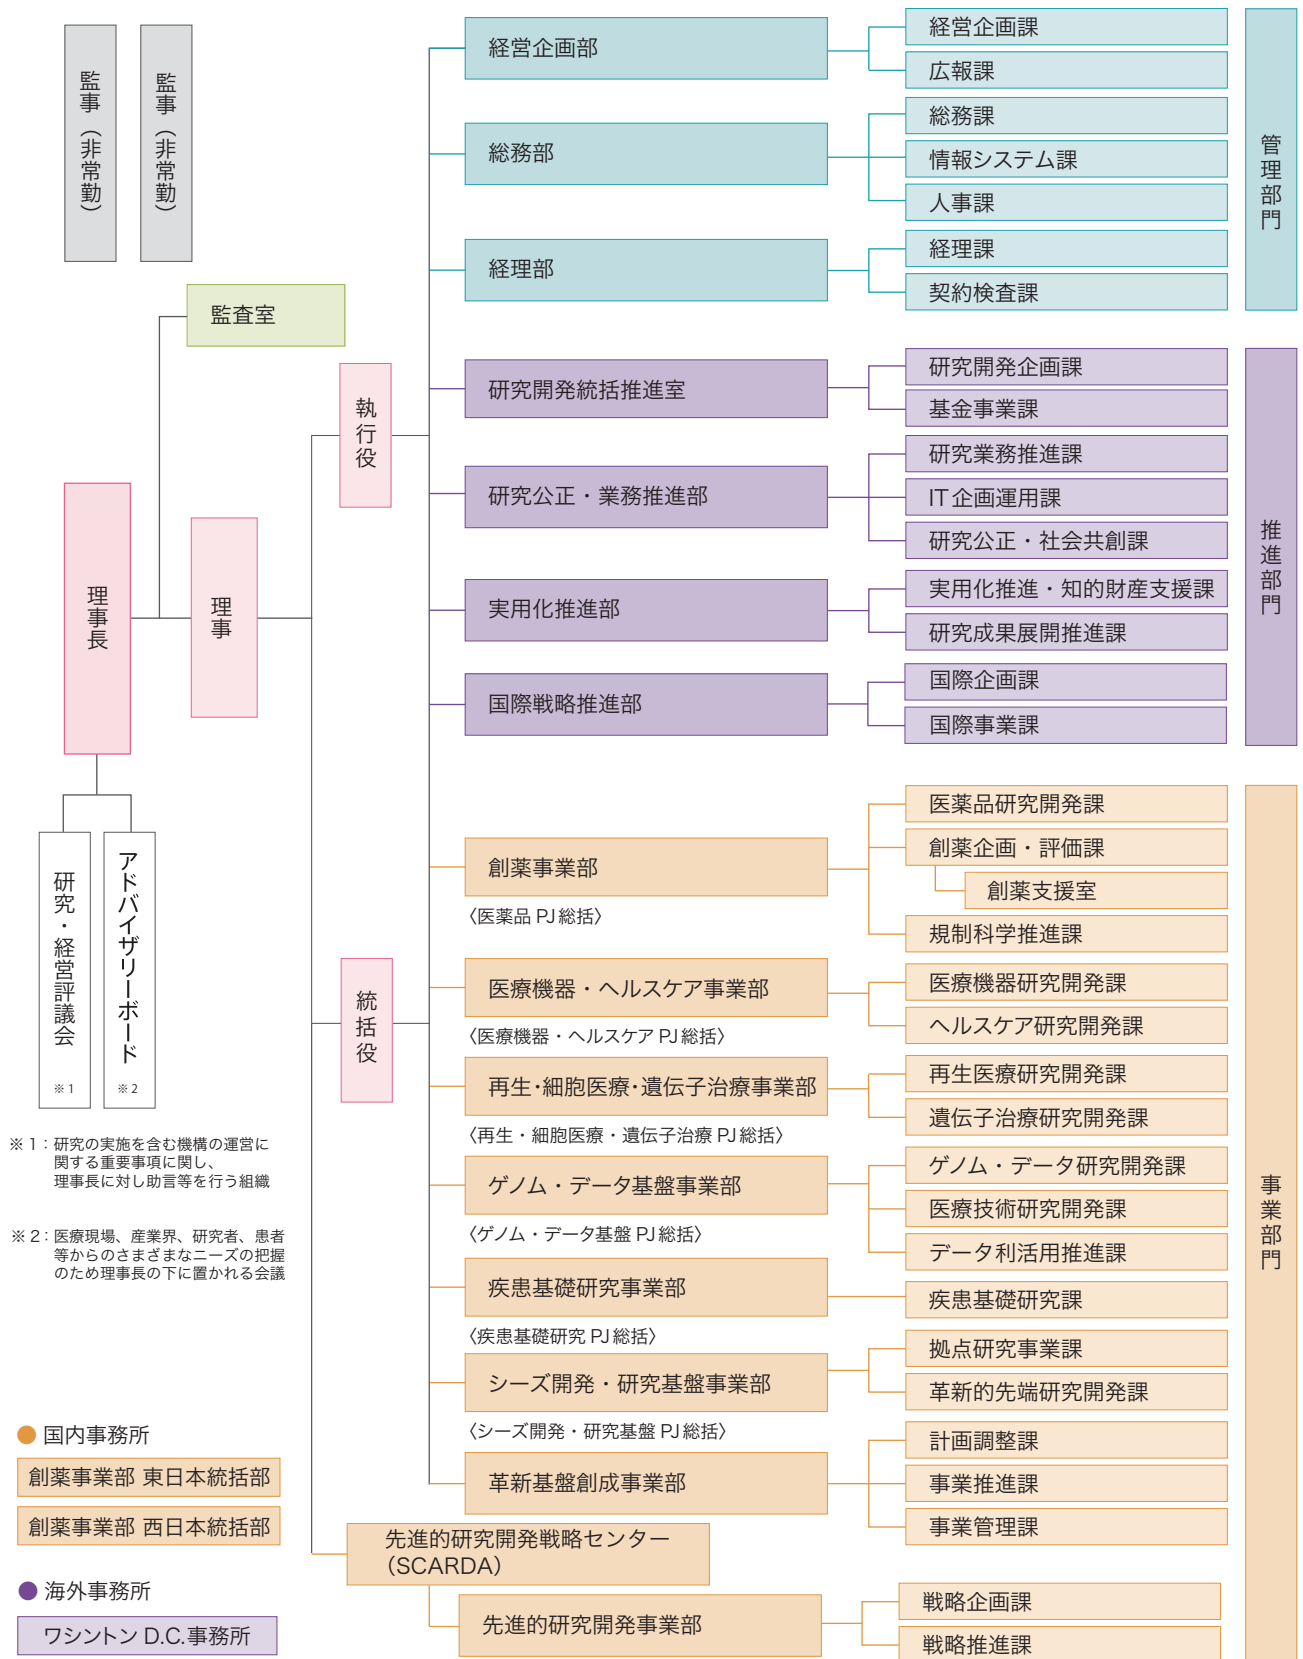 監事（非常勤）
監事（非常勤）
監査室
理事長
理事
執行役
統括役
研究・経営評議会 ※1
アドバイザリーボード ※2
※1：研究の実施を含む機構の運営に
関する重要事項に関し、
理事長に対し助言等を行う組織
※2：医療現場、産業界、研究者、患者
等からのさまざまなニーズの把握
のため理事長の下に置かれる会議
経営企画部
経営企画課
広報課
総務部
総務課
情報システム課
人事課
経理部
経理課
契約検査課
管理部門
研究開発統括推進室
研究開発企画課
基金事業課
研究公正・業務推進部
研究業務推進課
IT企画運用課
研究公正・社会共創課
実用化推進部
実用化推進・知的財産支援課
研究成果展開推進課
国際戦略推進部
国際企画課
国際事業課
推進部門
創薬事業部
〈医薬品 PJ総括〉
医薬品研究開発課
創薬企画・評価課
創薬支援室
規制科学推進課
医療機器・ヘルスケア事業部
〈医療機器・ヘルスケア PJ総括〉
医療機器研究開発課
ヘルスケア研究開発課
再生・細胞医療・遺伝子治療事業部
〈再生・細胞医療・遺伝子治療 PJ総括〉
再生医療研究開発課
遺伝子治療研究開発課
ゲノム・データ基盤事業部
〈ゲノム・データ基盤 PJ総括〉
ゲノム・データ研究開発課
医療技術研究開発課
データ利活用推進課
疾患基礎研究事業部
〈疾患基礎研究 PJ総括〉
疾患基礎研究課
シーズ開発・研究基盤事業部
〈シーズ開発・研究基盤 PJ総括〉
拠点研究事業課
革新的先端研究開発課
革新基盤創成事業部
計画調整課
事業推進課
事業管理課
先進的研究開発戦略センター
（SCARDA）
先進的研究開発事業部
戦略企画課
戦略推進課
事業部門
● 国内事務所
創薬事業部 東日本統括部
創薬事業部 西日本統括部
● 海外事務所
ワシントン D.C.事務所